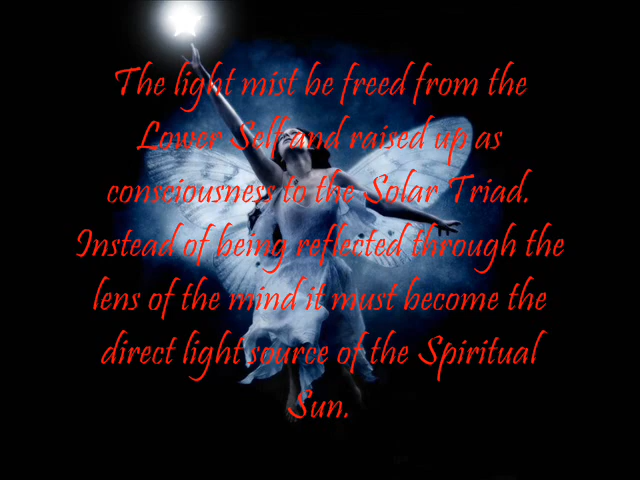 The light mist be freed from the
Lower Self and raised up as
consciousness to the Solar Triad.
Instead of being reflected through the
lens of the mind it must become the
direct light source of the Spiritual
Sun.